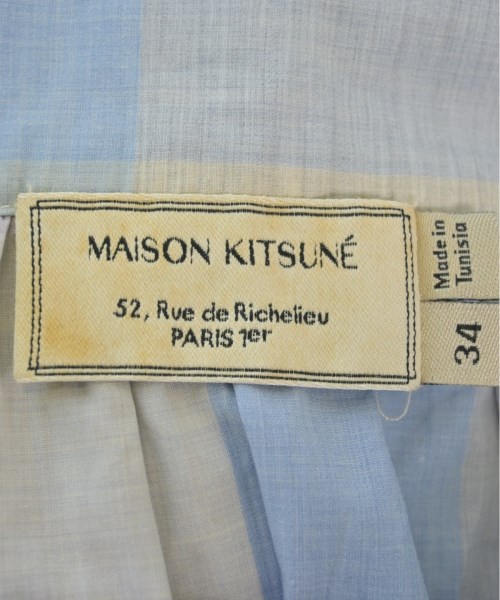 MAISON KITSUNÉ
52, Rue de Richelieu
PARIS 1er
Made in
Tunisia
34